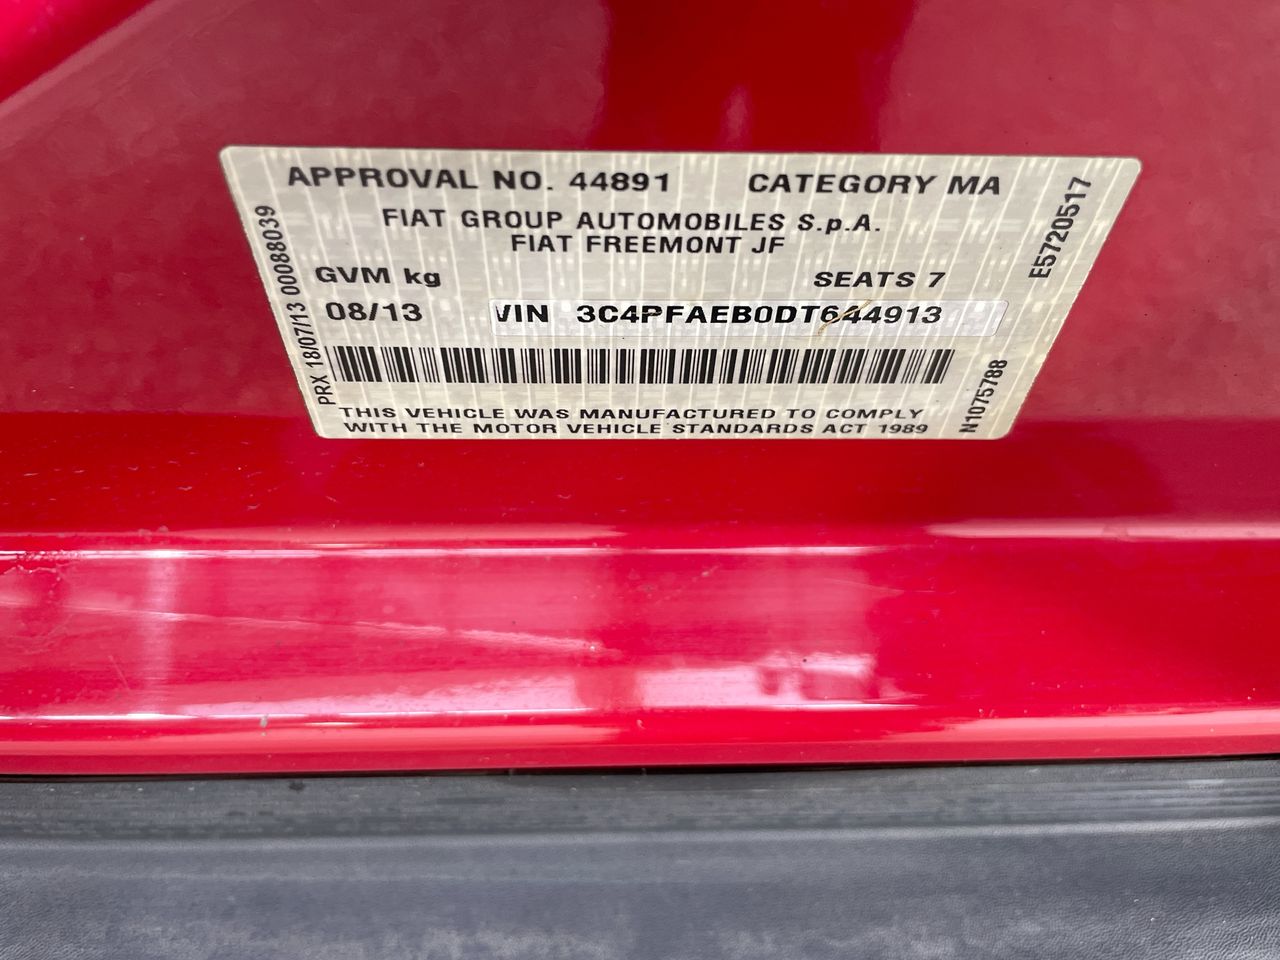 APPROVAL NO. 44891 CATEGORY MA
FIAT GROUP AUTOMOBILES S.p.A.
FIAT FREEMONT JF
GVM kg SEATS 7
08/13 VIN 3C4PFAEB0DT644913
THIS VEHICLE WAS MANUFACTURED TO COMPLY
WITH THE MOTOR VEHICLE STANDARDS ACT 1989
PRX 18/07/13 00088039
E5720517
N1075788